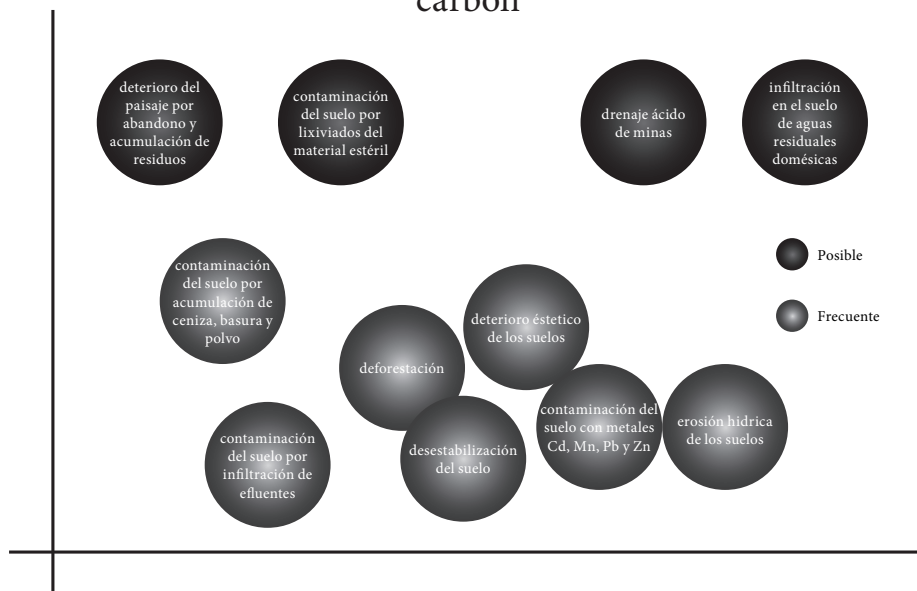 carbón
deterioro del
paisaje por
abandono y
acumulación de
residuos
contaminación
del suelo por
lixiviados del
material estéril
drenaje ácido
de minas
infiltración
en el suelo
de aguas
residuales
domésicas
contaminación
del suelo por
acumulación de
ceniza, basura y
polvo
deterioro éstetico
de los suelos
Posible
Frecuente
deforestación
contaminación del
suelo con metales
Cd, Mn, Pb y Zn
erosión hidrica
de los suelos
contaminación
del suelo por
infiltración de
efluentes
desestabilización
del suelo